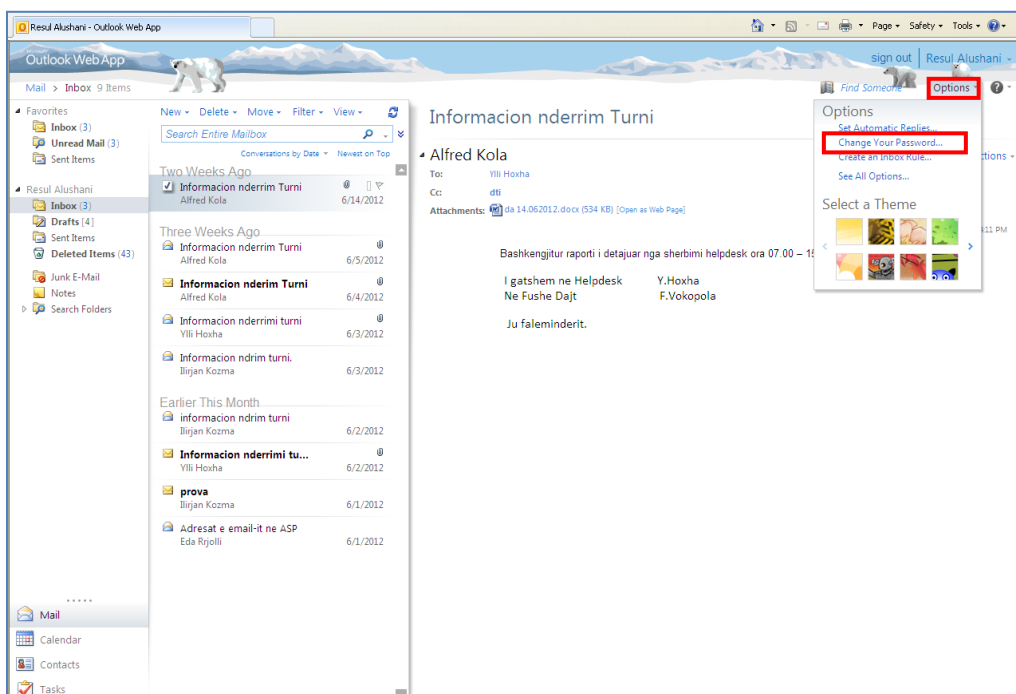 Resul Alushani - Outlook Web App
Page Safety Tools
Outlook Web App
sign out Resul Alushani
Mail > Inbox 9 Items
Find Someone Options
Favorites
Inbox (3)
Unread Mail (3)
Sent Items
Resul Alushani
Inbox (3)
Drafts [4]
Sent Items
Deleted Items (43)
Junk E-Mail
Notes
Search Folders
Mail
Calendar
Contacts
Tasks
New Delete Move Filter View
Search Entire Mailbox
Conversations by Date Newest on Top
Two Weeks Ago
Informacion nderrim Turni
Alfred Kola 6/14/2012
Three Weeks Ago
Informacion nderrim Turni
Alfred Kola 6/5/2012
Informacion nderim Turni
Alfred Kola 6/4/2012
Informacion nderrimi turni
Ylli Hoxha 6/3/2012
Informacion ndrim turni.
Ilirjan Kozma 6/3/2012
Earlier This Month
informacion ndrim turni
Ilirjan Kozma 6/2/2012
Informacion nderrimi tu...
Ylli Hoxha 6/2/2012
prova
Ilirjan Kozma 6/1/2012
Adresat e email-it ne ASP
Eda Rrjolli 6/1/2012
Informacion nderrim Turni
Alfred Kola
To: Ylli Hoxha
Cc: dti
Attachments: da 14.062012.docx (534 KB) [Open as Web Page]
Bashkengjitur raporti i detajuar nga sherbimi helpdesk ora 07.00 –
I gatshem ne Helpdesk Y.Hoxha
Ne Fushe Dajt F.Vokopola
Ju faleminderit.
Options
Set Automatic Replies...
Change Your Password...
Create an Inbox Rule...
See All Options...
Select a Theme